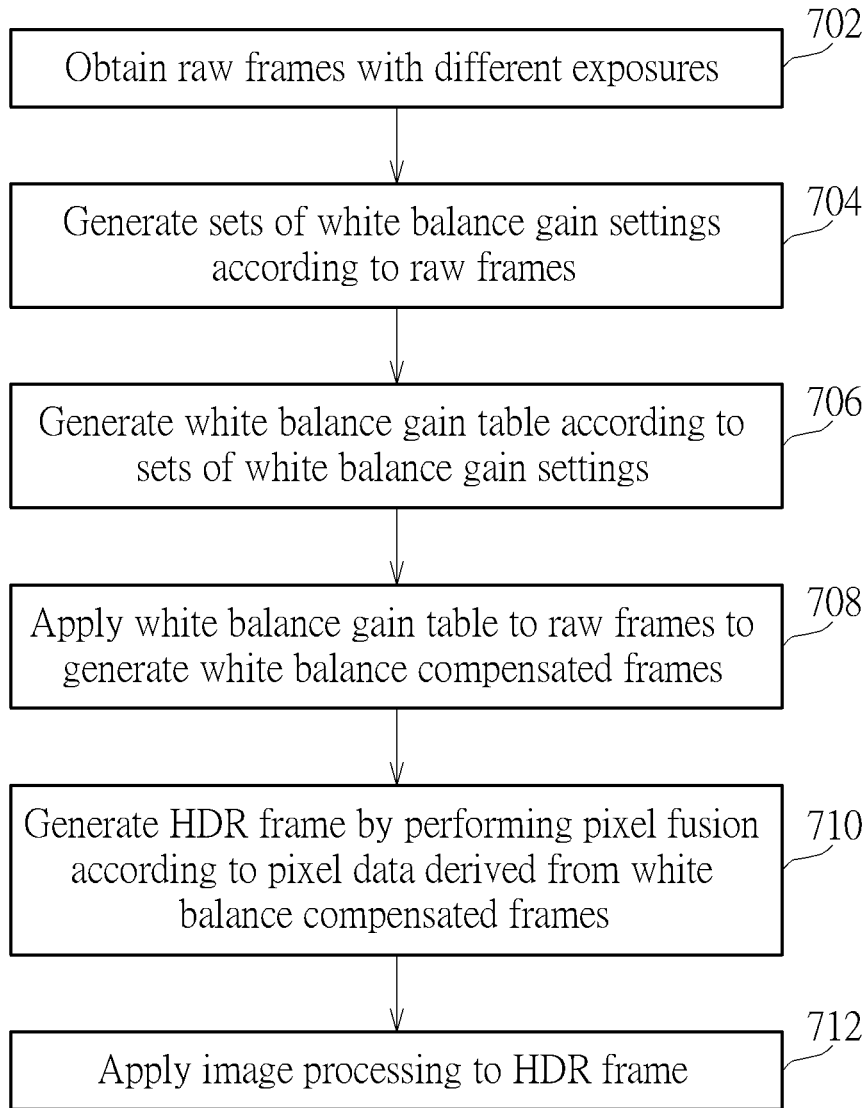 702
Obtain raw frames with different exposures
704
Generate sets of white balance gain settings
according to raw frames
706
Generate white balance gain table according to
sets of white balance gain settings
708
Apply white balance gain table to raw frames to
generate white balance compensated frames
710
Generate HDR frame by performing pixel fusion
according to pixel data derived from white
balance compensated frames
712
Apply image processing to HDR frame